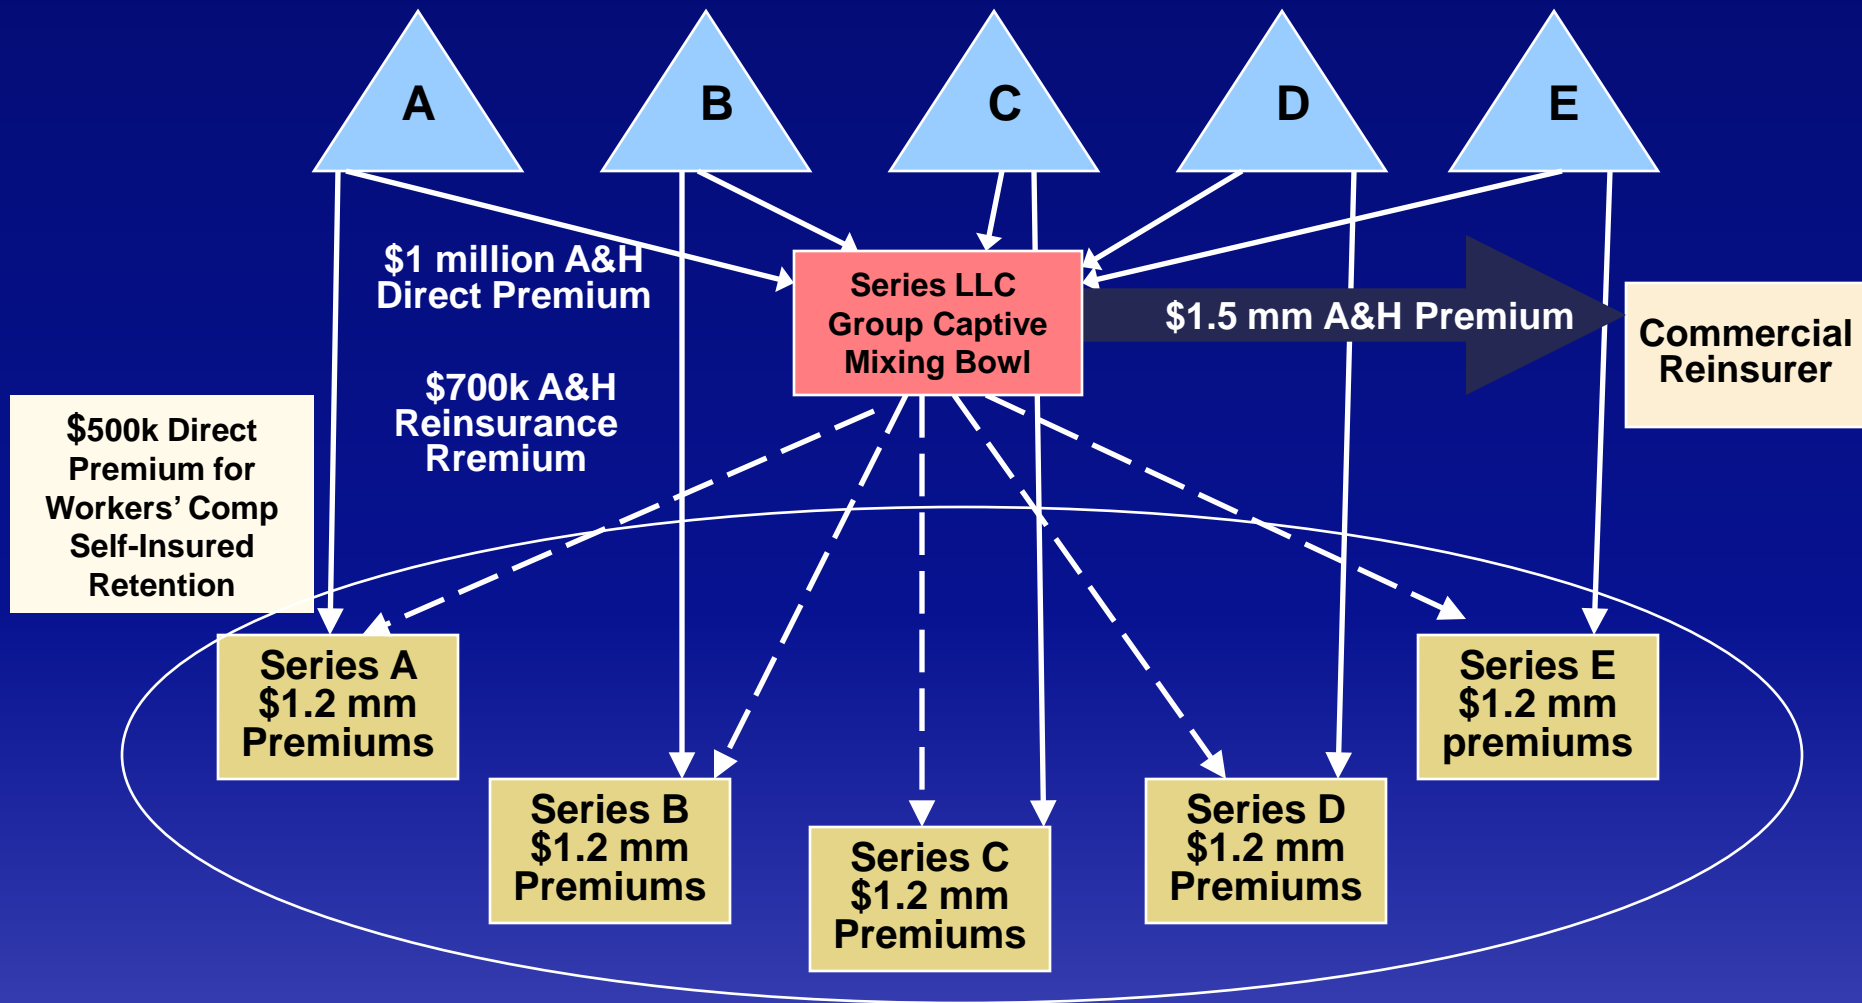 A
B
C
D
E
$1 million A&H
Direct Premium
Series LLC
Group Captive
Mixing Bowl
$1.5 mm A&H Premium
Commercial
Reinsurer
$700k A&H
Reinsurance
Rremium
$500k Direct
Premium for
Workers’ Comp
Self-Insured
Retention
Series A
$1.2 mm
Premiums
Series B
$1.2 mm
Premiums
Series C
$1.2 mm
Premiums
Series D
$1.2 mm
Premiums
Series E
$1.2 mm
premiums